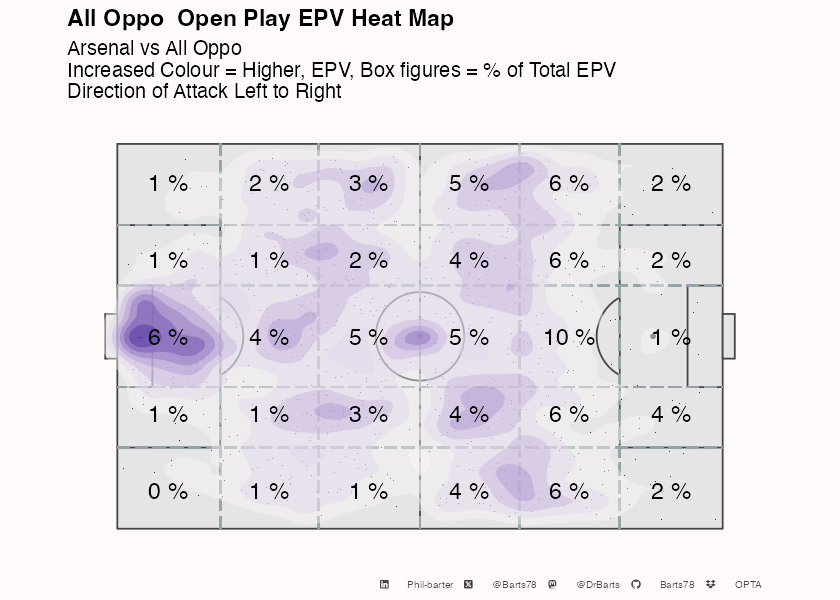 All Oppo  Open Play EPV Heat Map
Arsenal vs All Oppo
Increased Colour = Higher, EPV, Box figures = % of Total EPV
Direction of Attack Left to Right
1 % 2 % 3 % 5 % 6 % 2 %
1 % 1 % 2 % 4 % 6 % 2 %
6 % 4 % 5 % 5 % 10 % 1 %
1 % 1 % 3 % 4 % 6 % 4 %
0 % 1 % 1 % 4 % 6 % 2 %
Phil-barter @Barts78 @DrBarts Barts78 OPTA